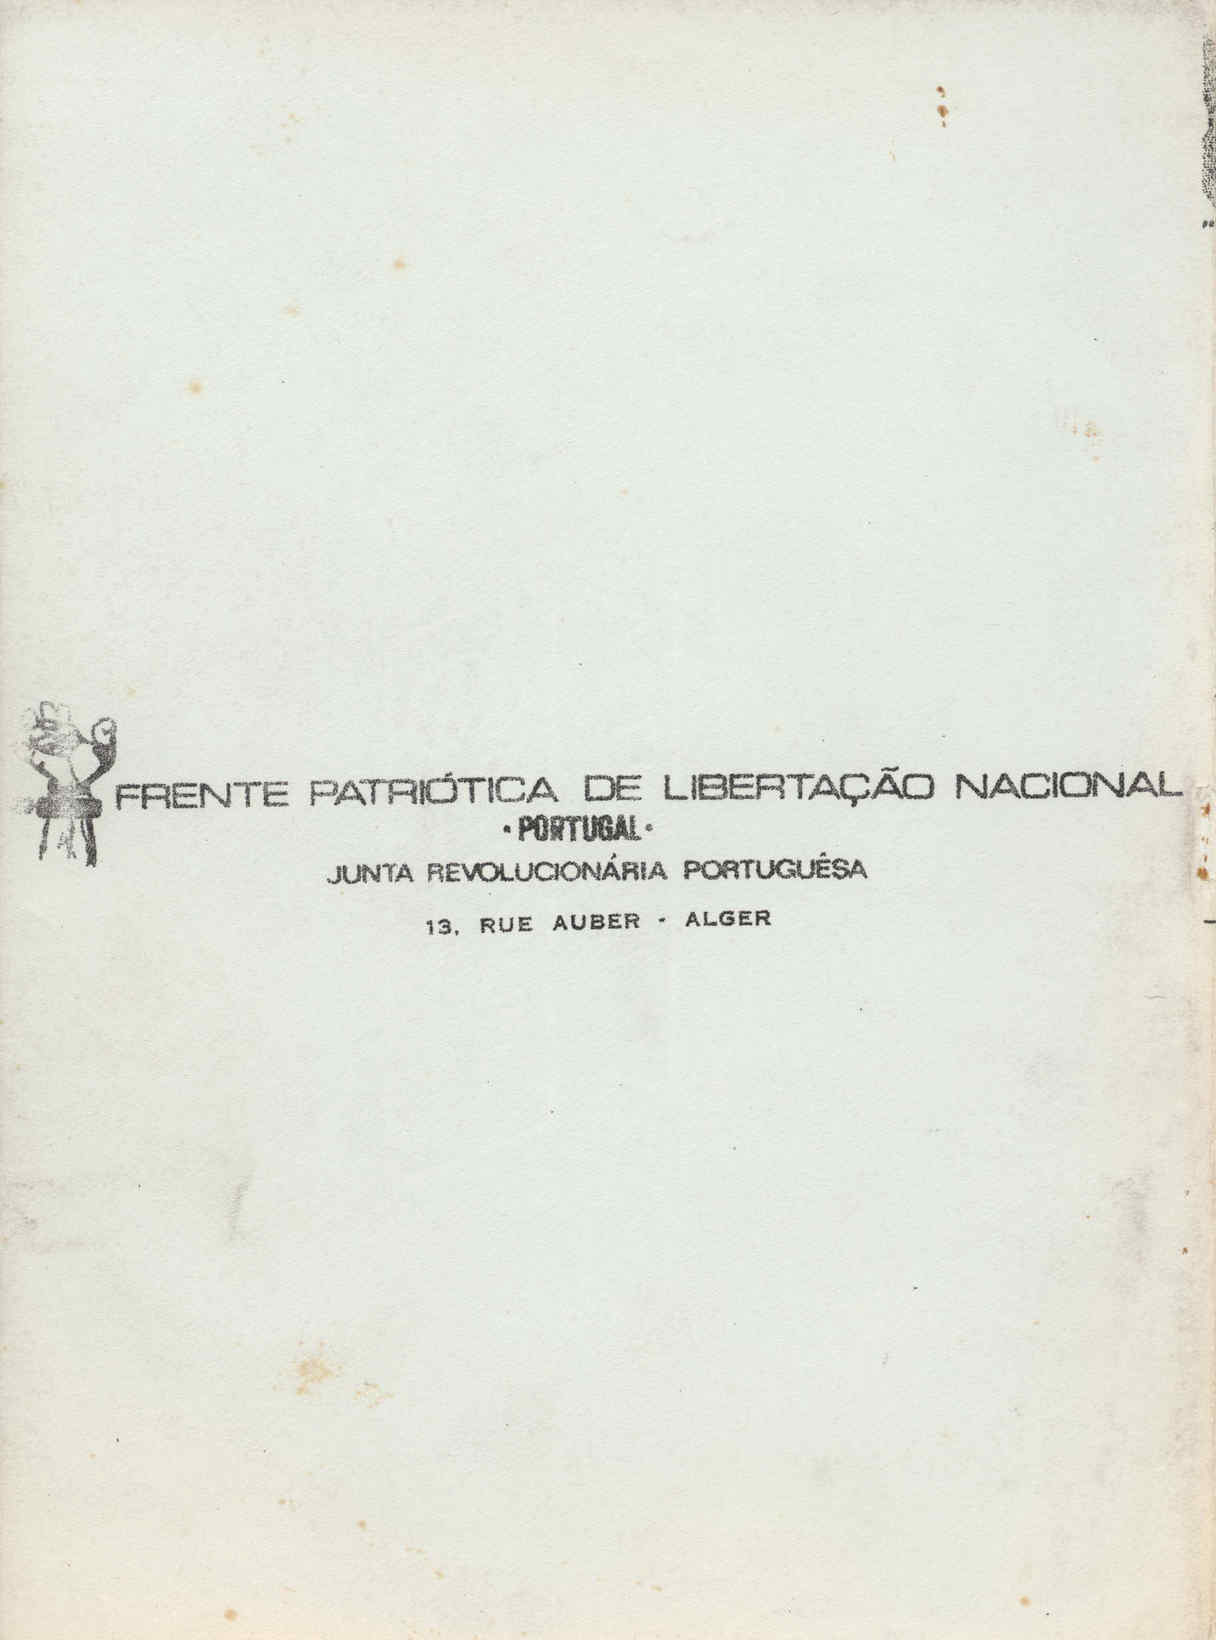 FRENTE PATRIÓTICA DE LIBERTAÇÃO NACIONAL
• PORTUGAL •
JUNTA REVOLUCIONÁRIA PORTUGUÊSA
13, RUE AUBER - ALGER